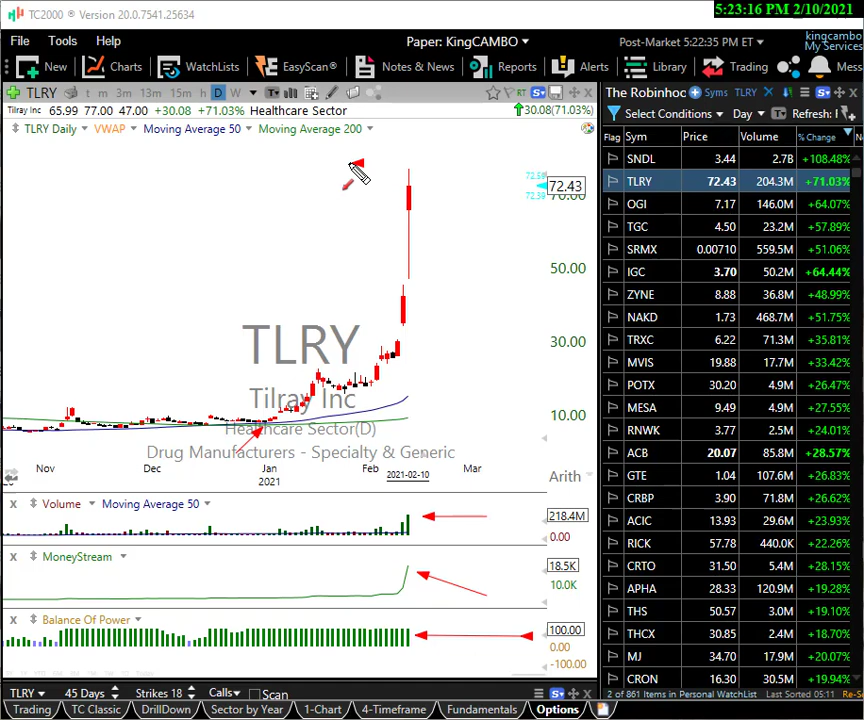 TC2000 ® Version 20.0.7541.25634
5:23:16 PM 2/10/2021
File Tools Help
Paper: KingCAMBO
Post-Market 5:22:35 PM ET
kingcambo
My Services
New Charts WatchLists EasyScan® Notes & News Reports Alerts Library Trading
TLRY t m 3m 13m 15m h D W
RT
Tilray Inc 65.99 77.00 47.00 +30.08 +71.03% Healthcare Sector
30.08(71.03%)
TLRY Daily VWAP Moving Average 50 Moving Average 200
72.59
72.43
72.39
70.00
50.00
30.00
10.00
TLRY
Tilray Inc
Healthcare Sector(D)
Drug Manufacturers - Specialty & Generic
Nov Dec Jan Feb Mar
2021 2021-02-10
Arith
X Volume Moving Average 50
218.4M
0.00
X MoneyStream
18.5K
10.0K
X Balance Of Power
100.00
0.00
-100.00
TLRY 45 Days Strikes 18 Calls Scan
Trading TC Classic DrillDown Sector by Year 1-Chart 4-Timeframe Fundamentals Options
The Robinhoo Syms TLRY
Select Conditions Day Refresh:
Flag Sym Price Volume % Change
SNDL 3.44 2.7B +108.48%
TLRY 72.43 204.3M +71.03%
OGI 7.17 146.0M +64.07%
TGC 4.50 23.2M +57.89%
SRMX 0.00710 559.5M +51.06%
IGC 3.70 50.2M +64.44%
ZYNE 8.88 36.8M +48.99%
NAKD 1.73 468.7M +51.75%
TRXC 6.22 71.3M +35.81%
MVIS 19.88 17.7M +33.42%
POTX 30.20 4.9M +26.47%
MESA 9.49 4.9M +27.55%
RNWK 3.77 2.5M +24.01%
ACB 20.07 85.8M +28.57%
GTE 1.04 107.6M +26.83%
CRBP 3.90 71.8M +26.62%
ACIC 13.93 29.6M +23.93%
RICK 57.78 440.0K +22.26%
CRTO 31.50 5.4M +28.15%
APHA 28.33 120.9M +19.28%
THS 50.57 3.0M +19.10%
THCX 30.85 2.4M +18.70%
MJ 34.70 17.9M +20.07%
CRON 16.30 30.5M +19.94%
2 of 861 Items in Personal WatchList Last Sorted 05:11 Re-S